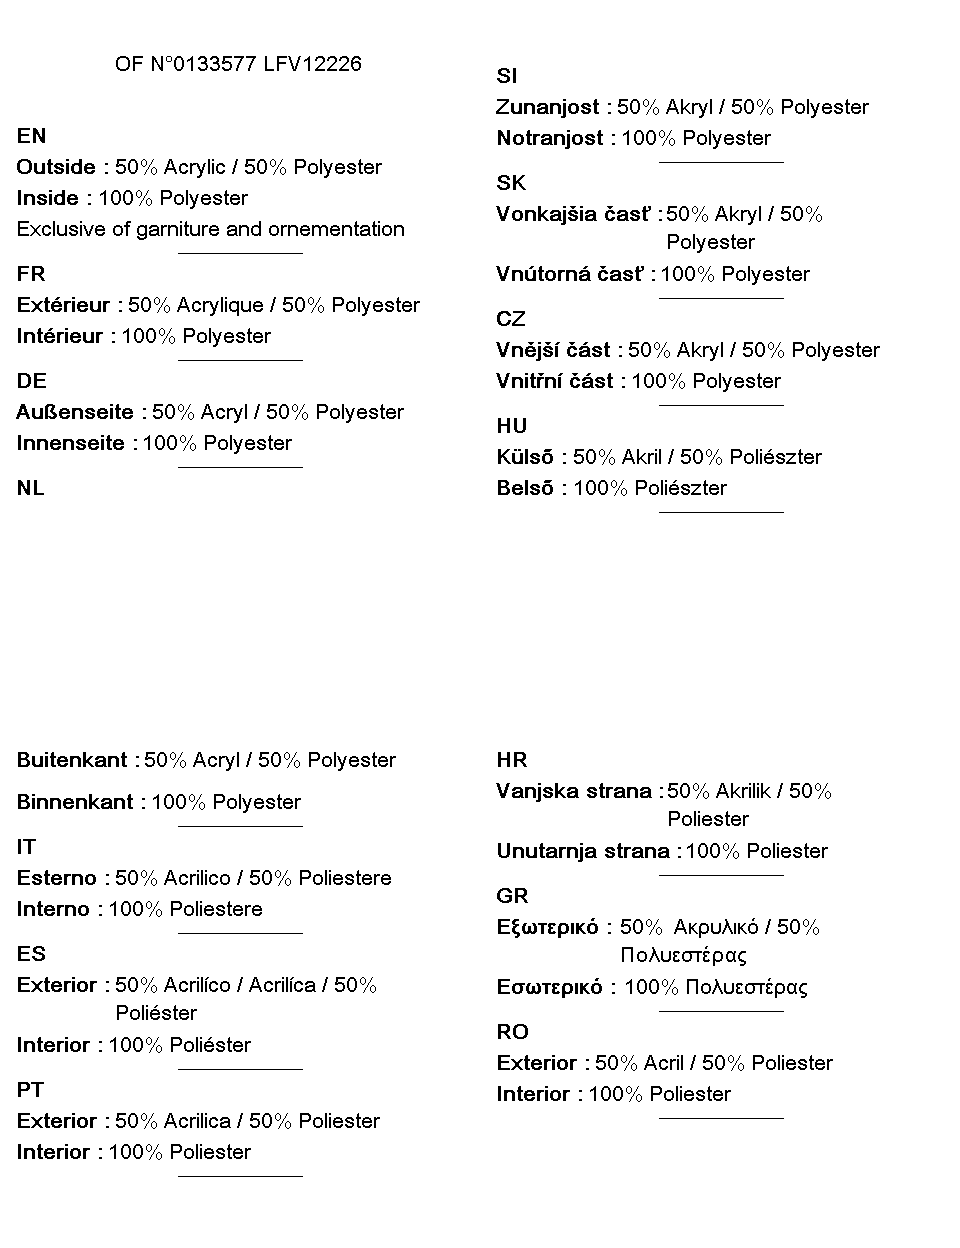 OF N°0133577 LFV12226
EN
Outside : 50% Acrylic / 50% Polyester
Inside : 100% Polyester
Exclusive of garniture and ornementation
FR
Extérieur : 50% Acrylique / 50% Polyester
Intérieur : 100% Polyester
DE
Außenseite : 50% Acryl / 50% Polyester
Innenseite : 100% Polyester
NL
Buitenkant : 50% Acryl / 50% Polyester
Binnenkant : 100% Polyester
IT
Esterno : 50% Acrilico / 50% Poliestere
Interno : 100% Poliestere
ES
Exterior : 50% Acrilíco / Acrilíca / 50%
Poliéster
Interior : 100% Poliéster
PT
Exterior : 50% Acrilica / 50% Poliester
Interior : 100% Poliester
SI
Zunanjost : 50% Akryl / 50% Polyester
Notranjost : 100% Polyester
SK
Vonkajšia časť : 50% Akryl / 50%
Polyester
Vnútorná časť : 100% Polyester
CZ
Vnější část : 50% Akryl / 50% Polyester
Vnitřní část : 100% Polyester
HU
Külsõ : 50% Akril / 50% Poliészter
Belsõ : 100% Poliészter
HR
Vanjska strana : 50% Akrilik / 50%
Poliester
Unutarnja strana : 100% Poliester
GR
Εξωτερικό : 50% Ακρυλικό / 50%
Πολυεστέρας
Εσωτερικό : 100% Πολυεστέρας
RO
Exterior : 50% Acril / 50% Poliester
Interior : 100% Poliester